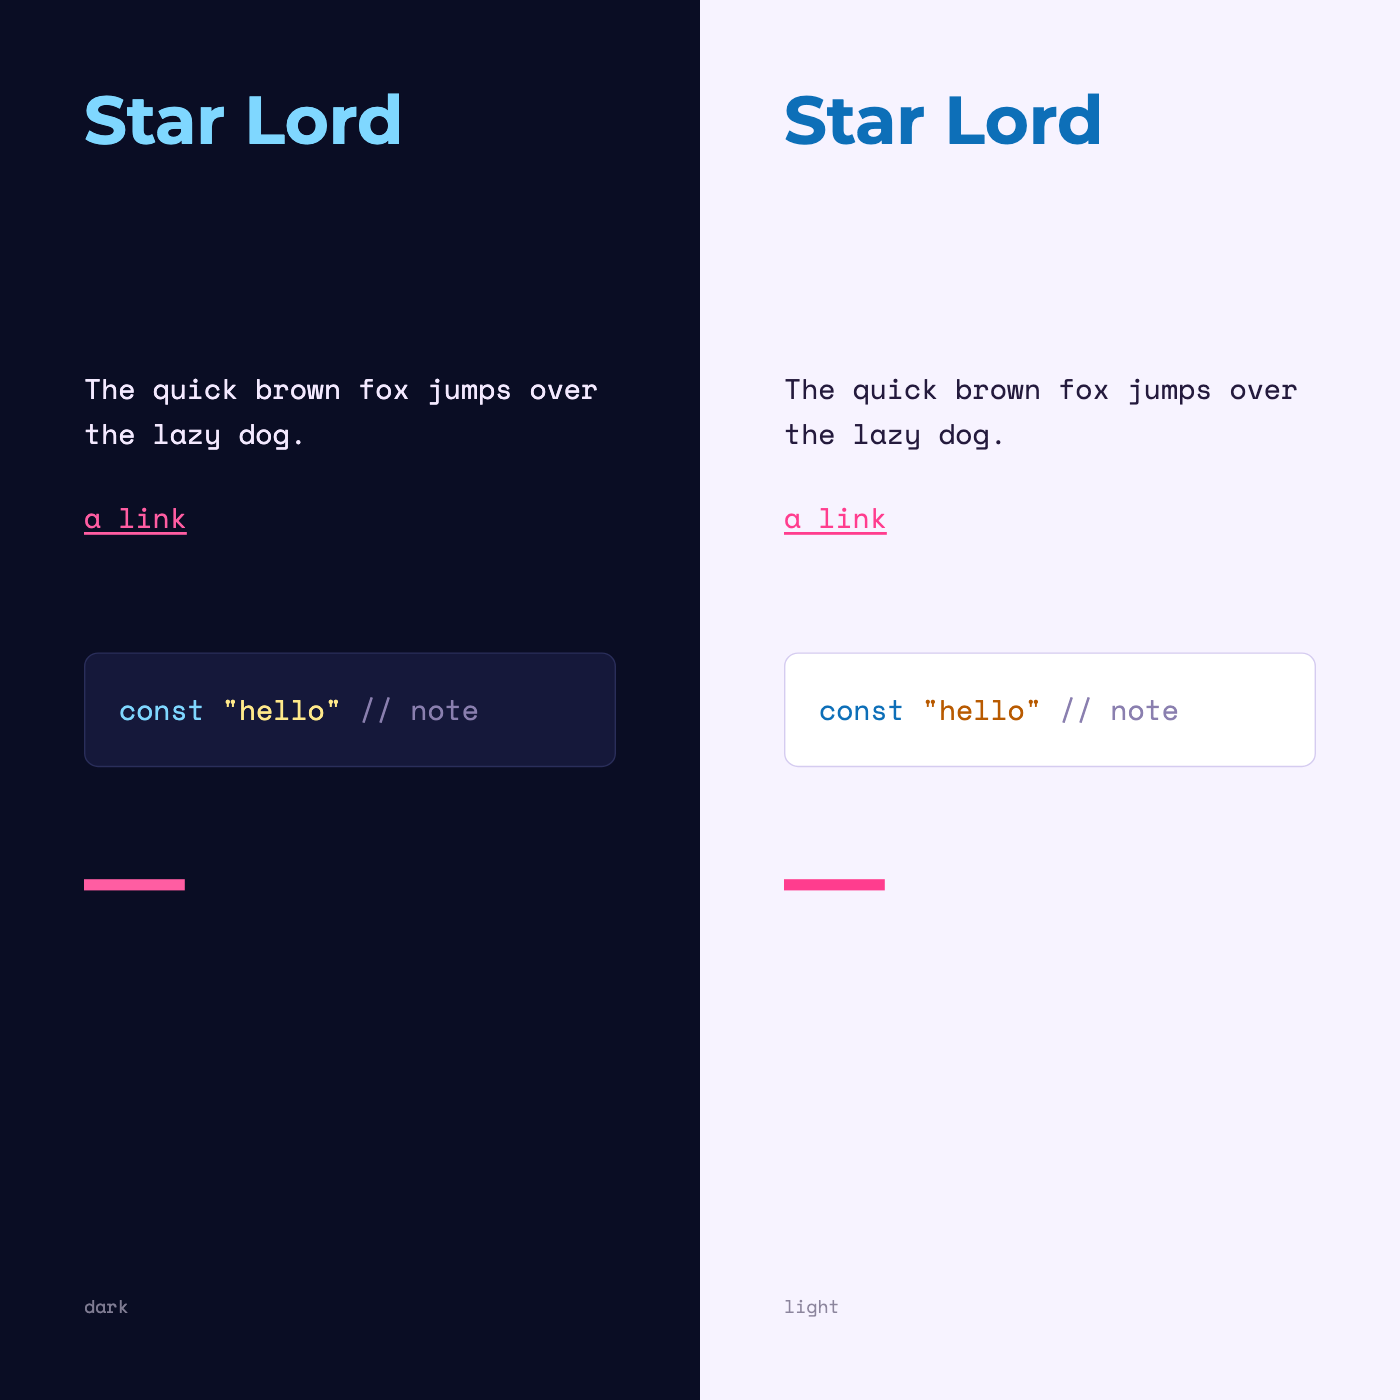 Star Lord
The quick brown fox jumps over
the lazy dog.
a link
const "hello" // note
dark
Star Lord
The quick brown fox jumps over
the lazy dog.
a link
const "hello" // note
light